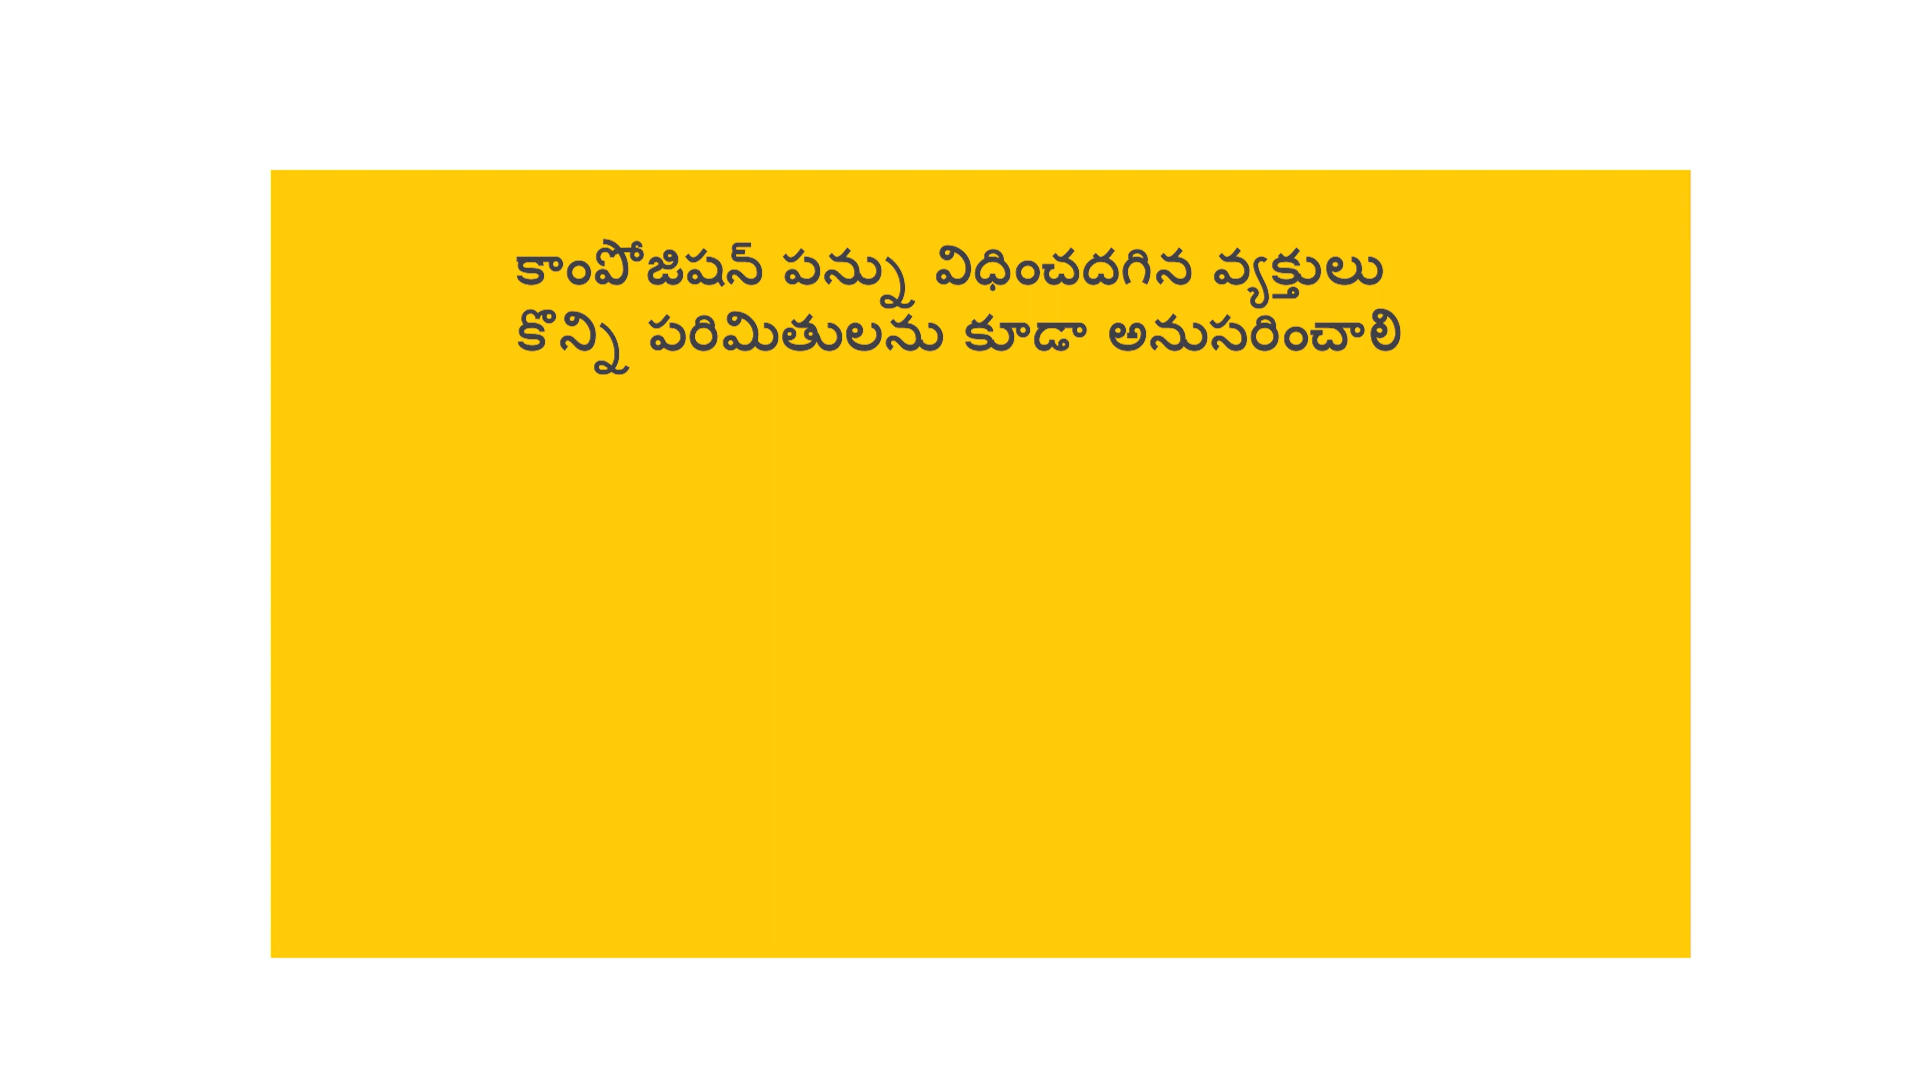 కాంపోజిషన్ పన్ను విధించదగిన వ్యక్తులు
కొన్ని పరిమితులను కూడా అనుసరించాలి